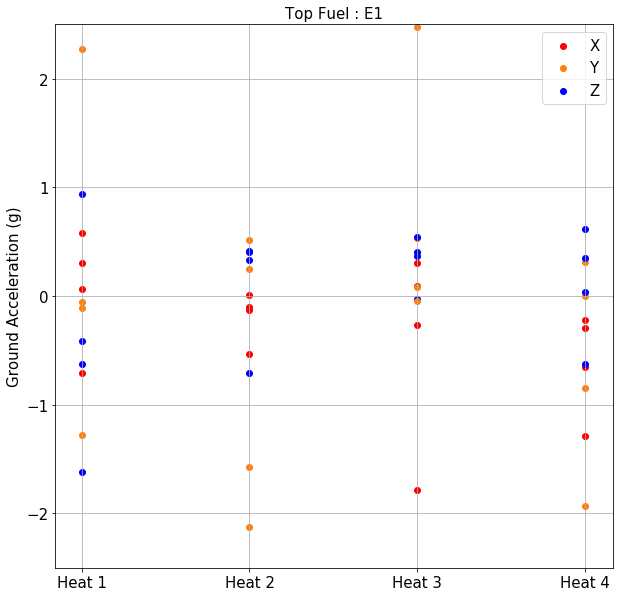 Top Fuel : E1
X
Y
Z
Ground Acceleration (g)
2
1
0
−1
−2
Heat 1 Heat 2 Heat 3 Heat 4